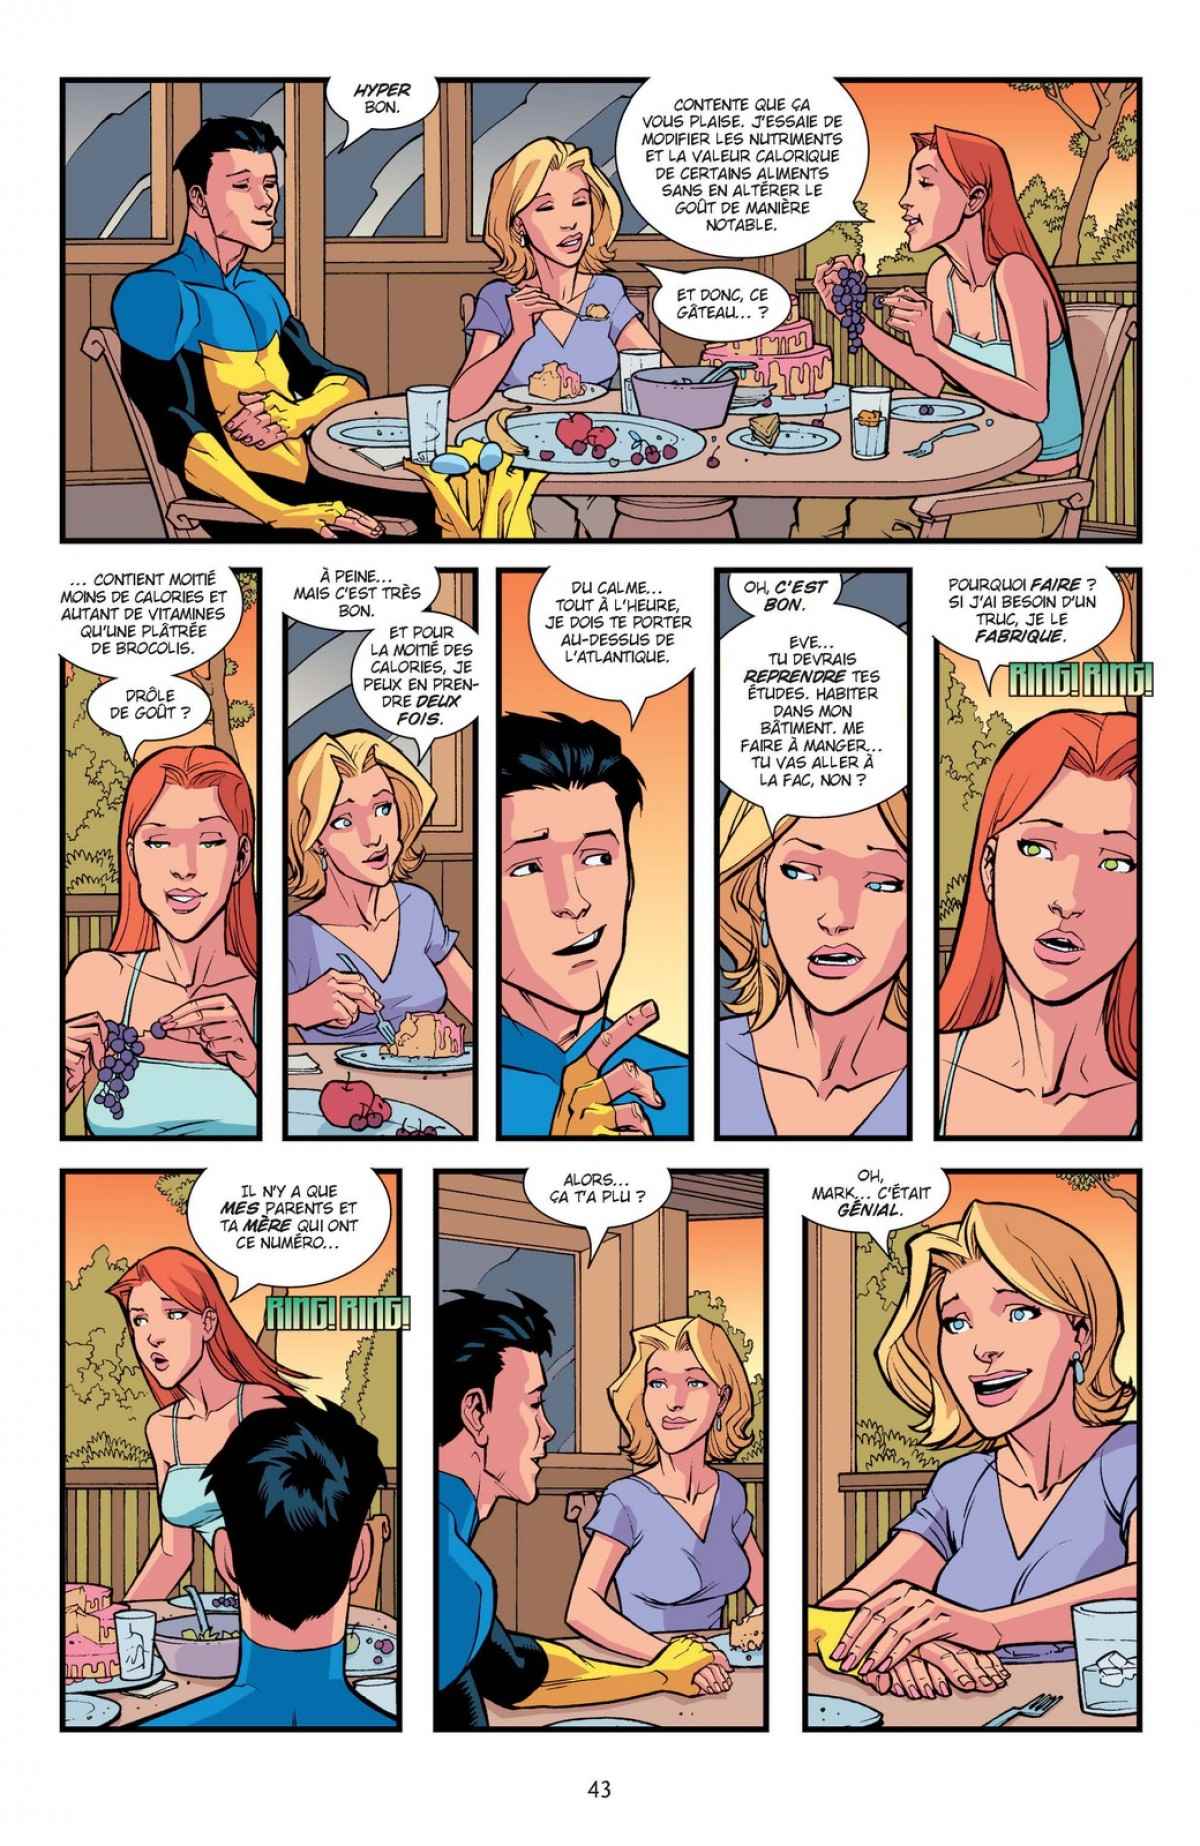 HYPER
BON.
CONTENTE QUE ÇA
VOUS PLAISE. J'ESSAIE DE
MODIFIER LES NUTRIMENTS
ET LA VALEUR CALORIQUE
DE CERTAINS ALIMENTS
SANS EN ALTÉRER LE
GOÛT DE MANIÈRE
NOTABLE.
ET DONC, CE
GÂTEAU... ?
... CONTIENT MOITIÉ
MOINS DE CALORIES ET
AUTANT DE VITAMINES
QU'UNE PLÂTRÉE
DE BROCOLIS.
DRÔLE
DE GOÛT ?
À PEINE...
MAIS C'EST TRÈS
BON.
ET POUR
LA MOITIÉ DES
CALORIES, JE
PEUX EN PREN-
DRE DEUX
FOIS.
DU CALME...
TOUT À L'HEURE,
JE DOIS TE PORTER
AU-DESSUS DE
L'ATLANTIQUE.
OH, C'EST
BON.
EVE...
TU DEVRAIS
REPRENDRE TES
ÉTUDES. HABITER
DANS MON
BÂTIMENT. ME
FAIRE À MANGER...
TU VAS ALLER À
LA FAC, NON ?
POURQUOI FAIRE ?
SI J'AI BESOIN D'UN
TRUC, JE LE
FABRIQUE.
RING! RING!
IL N'Y A QUE
MES PARENTS ET
TA MÈRE QUI ONT
CE NUMÉRO...
RING! RING!
ALORS...
ÇA T'A PLU ?
OH,
MARK... C'ÉTAIT
GÉNIAL.
43